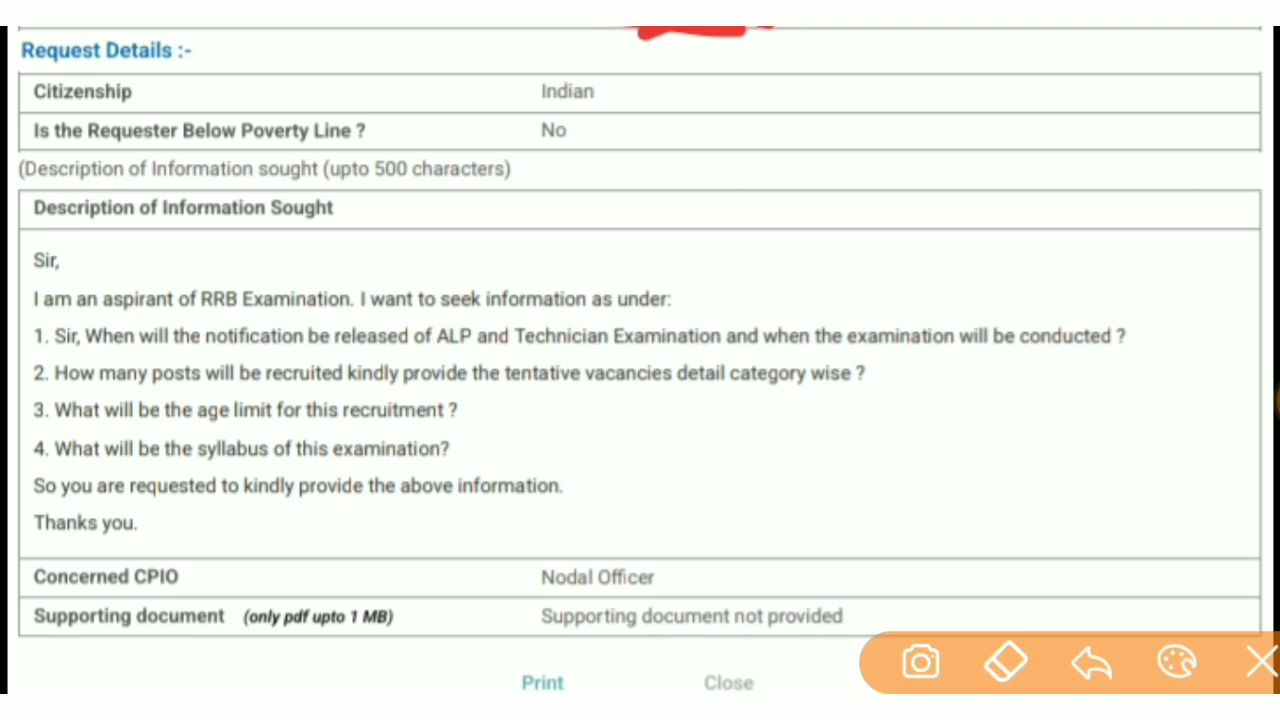 Request Details :-
Citizenship Indian
Is the Requester Below Poverty Line ? No
(Description of Information sought (upto 500 characters)
Description of Information Sought
Sir,
I am an aspirant of RRB Examination. I want to seek information as under:
1. Sir, When will the notification be released of ALP and Technician Examination and when the examination will be conducted ?
2. How many posts will be recruited kindly provide the tentative vacancies detail category wise ?
3. What will be the age limit for this recruitment ?
4. What will be the syllabus of this examination?
So you are requested to kindly provide the above information.
Thanks you.
Concerned CPIO Nodal Officer
Supporting document (only pdf upto 1 MB) Supporting document not provided
Print Close